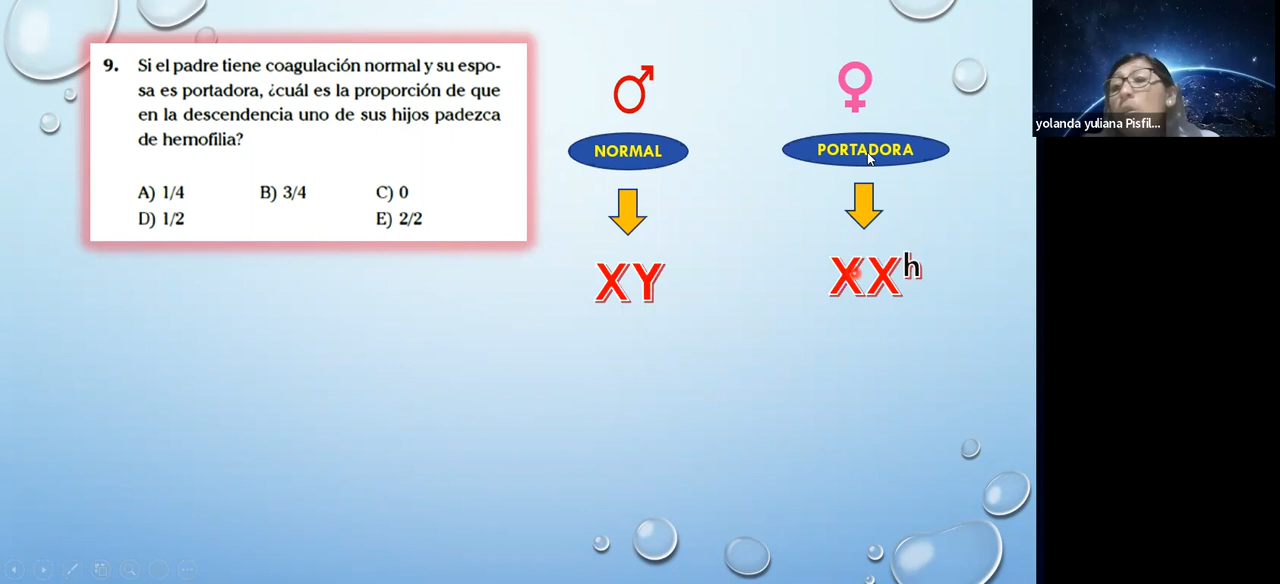 9. Si el padre tiene coagulación normal y su espo-
sa es portadora, ¿cuál es la proporción de que
en la descendencia uno de sus hijos padezca
de hemofilia?
A) 1/4 B) 3/4 C) 0
D) 1/2 E) 2/2
NORMAL
PORTADORA
XY
XXʰ
yolanda yuliana Pisfil...